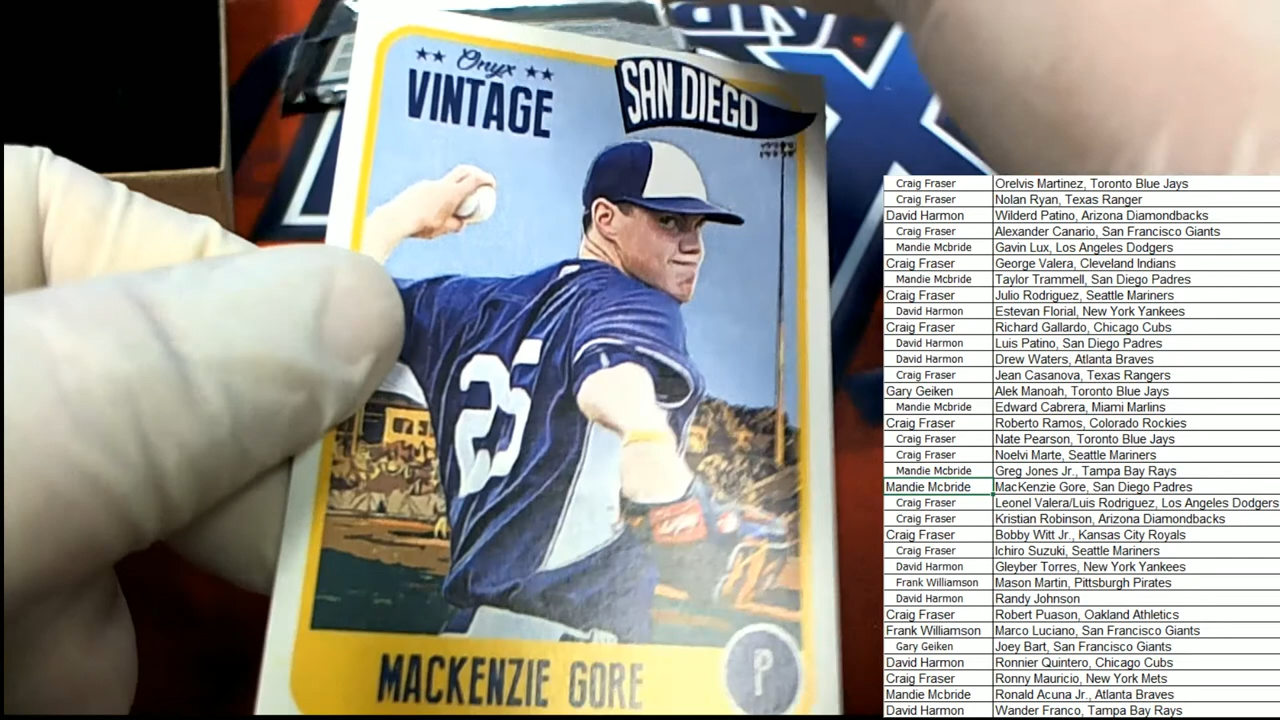 ★★ Onyx ★★
VINTAGE
SAN DIEGO
25
MACKENZIE GORE
P
Craig Fraser Orelvis Martinez, Toronto Blue Jays
Craig Fraser Nolan Ryan, Texas Ranger
David Harmon Wilderd Patino, Arizona Diamondbacks
Craig Fraser Alexander Canario, San Francisco Giants
Mandie Mcbride Gavin Lux, Los Angeles Dodgers
Craig Fraser George Valera, Cleveland Indians
Mandie Mcbride Taylor Trammell, San Diego Padres
Craig Fraser Julio Rodriguez, Seattle Mariners
David Harmon Estevan Florial, New York Yankees
Craig Fraser Richard Gallardo, Chicago Cubs
David Harmon Luis Patino, San Diego Padres
David Harmon Drew Waters, Atlanta Braves
Craig Fraser Jean Casanova, Texas Rangers
Gary Geiken Alek Manoah, Toronto Blue Jays
Mandie Mcbride Edward Cabrera, Miami Marlins
Craig Fraser Roberto Ramos, Colorado Rockies
Craig Fraser Nate Pearson, Toronto Blue Jays
Craig Fraser Noelvi Marte, Seattle Mariners
Mandie Mcbride Greg Jones Jr., Tampa Bay Rays
Mandie Mcbride MacKenzie Gore, San Diego Padres
Craig Fraser Leonel Valera/Luis Rodriguez, Los Angeles Dodgers
Craig Fraser Kristian Robinson, Arizona Diamondbacks
Craig Fraser Bobby Witt Jr., Kansas City Royals
Craig Fraser Ichiro Suzuki, Seattle Mariners
David Harmon Gleyber Torres, New York Yankees
Frank Williamson Mason Martin, Pittsburgh Pirates
David Harmon Randy Johnson
Craig Fraser Robert Puason, Oakland Athletics
Frank Williamson Marco Luciano, San Francisco Giants
Gary Geiken Joey Bart, San Francisco Giants
David Harmon Ronnier Quintero, Chicago Cubs
Craig Fraser Ronny Mauricio, New York Mets
Mandie Mcbride Ronald Acuna Jr., Atlanta Braves
David Harmon Wander Franco, Tampa Bay Rays